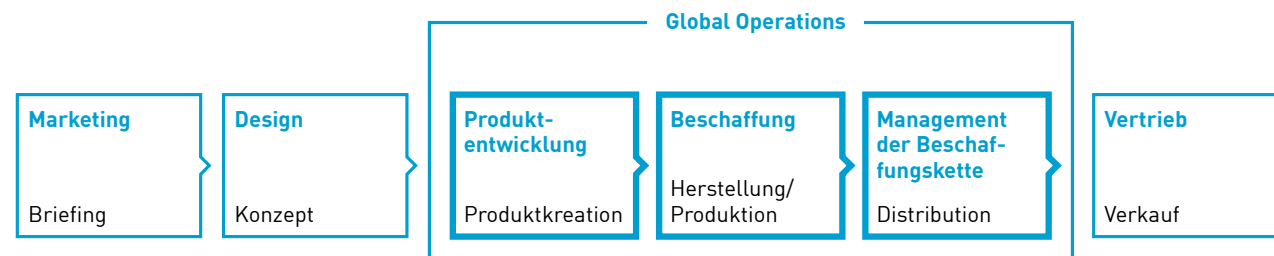 Global Operations
Marketing
Briefing
Design
Konzept
Produkt-
entwicklung
Produktkreation
Beschaffung
Herstellung/
Produktion
Management
der Beschaf-
fungskette
Distribution
Vertrieb
Verkauf